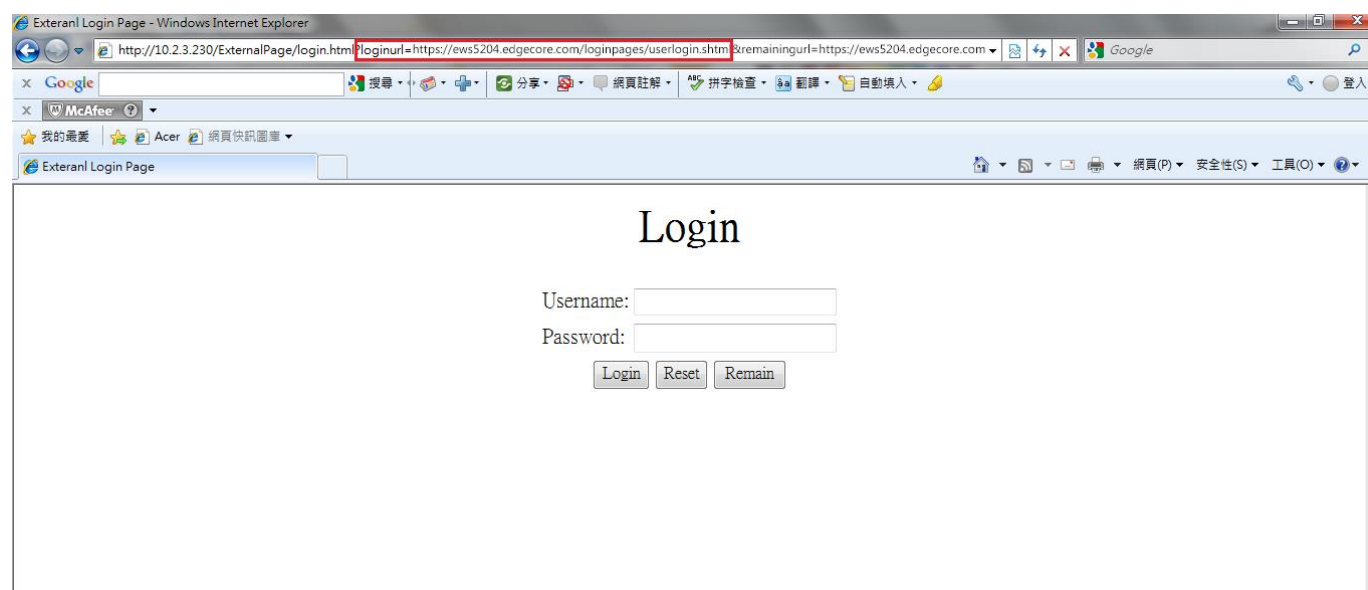 Exteranl Login Page - Windows Internet Explorer
http://10.2.3.230/ExternalPage/login.html?loginurl=https://ews5204.edgecore.com/loginpages/userlogin.shtml&remainingurl=https://ews5204.edgecore.com
Google
x Google 搜尋 分享 網頁註解 ABC 拼字檢查 āa 翻譯 自動填入 登入
x McAfee
我的最愛 Acer 網頁快訊圖庫
Exteranl Login Page 網頁(P) 安全性(S) 工具(O)
Login
Username:
Password:
Login Reset Remain